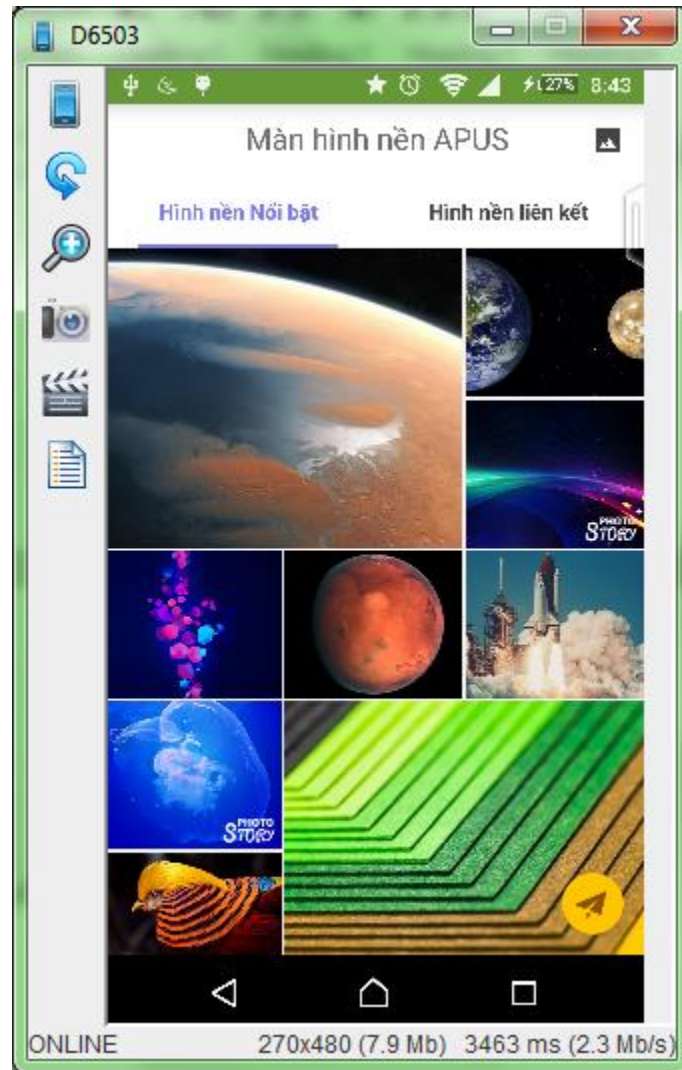 D6503
27% 8:43
Màn hình nền APUS
Hình nền Nổi bật
Hình nền liên kết
PHOTO
STORY
PHOTO
STORY
ONLINE 270x480 (7.9 Mb) 3463 ms (2.3 Mb/s)